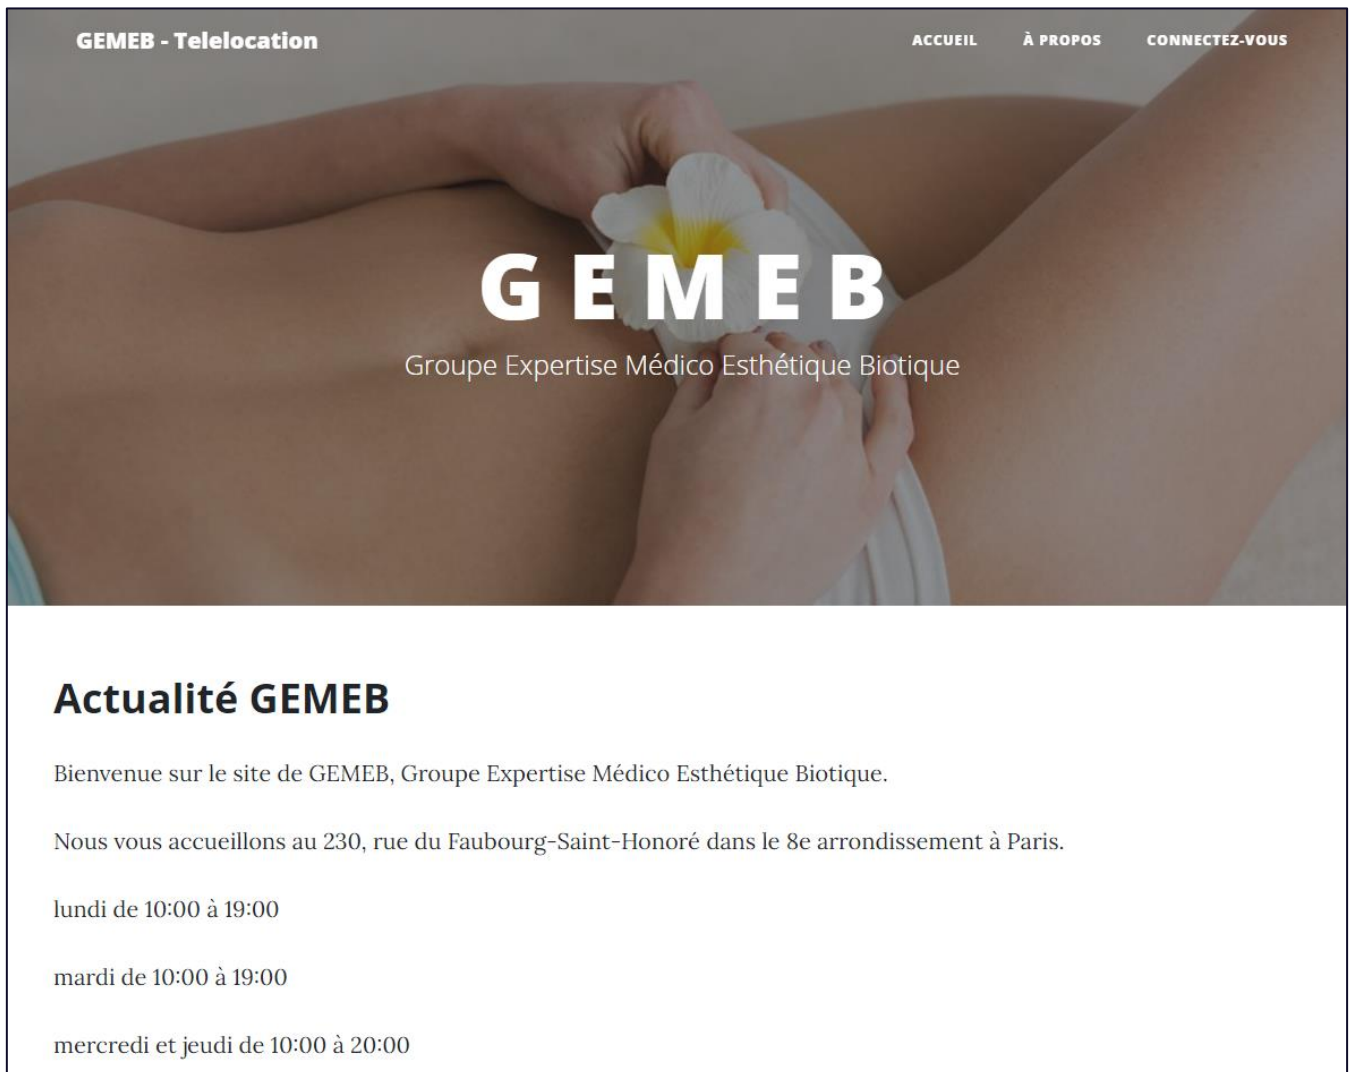 GEMEB - Telelocation
ACCUEIL À PROPOS CONNECTEZ-VOUS
GEMEB
Groupe Expertise Médico Esthétique Biotique
Actualité GEMEB
Bienvenue sur le site de GEMEB, Groupe Expertise Médico Esthétique Biotique.
Nous vous accueillons au 230, rue du Faubourg-Saint-Honoré dans le 8e arrondissement à Paris.
lundi de 10:00 à 19:00
mardi de 10:00 à 19:00
mercredi et jeudi de 10:00 à 20:00